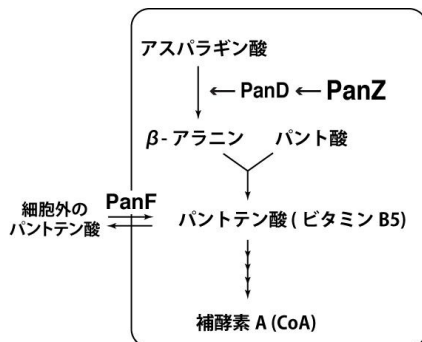 アスパラギン酸
← PanD ← PanZ
β- アラニン パント酸
PanF
細胞外の
パントテン酸
パントテン酸 ( ビタミン B5)
補酵素 A (CoA)